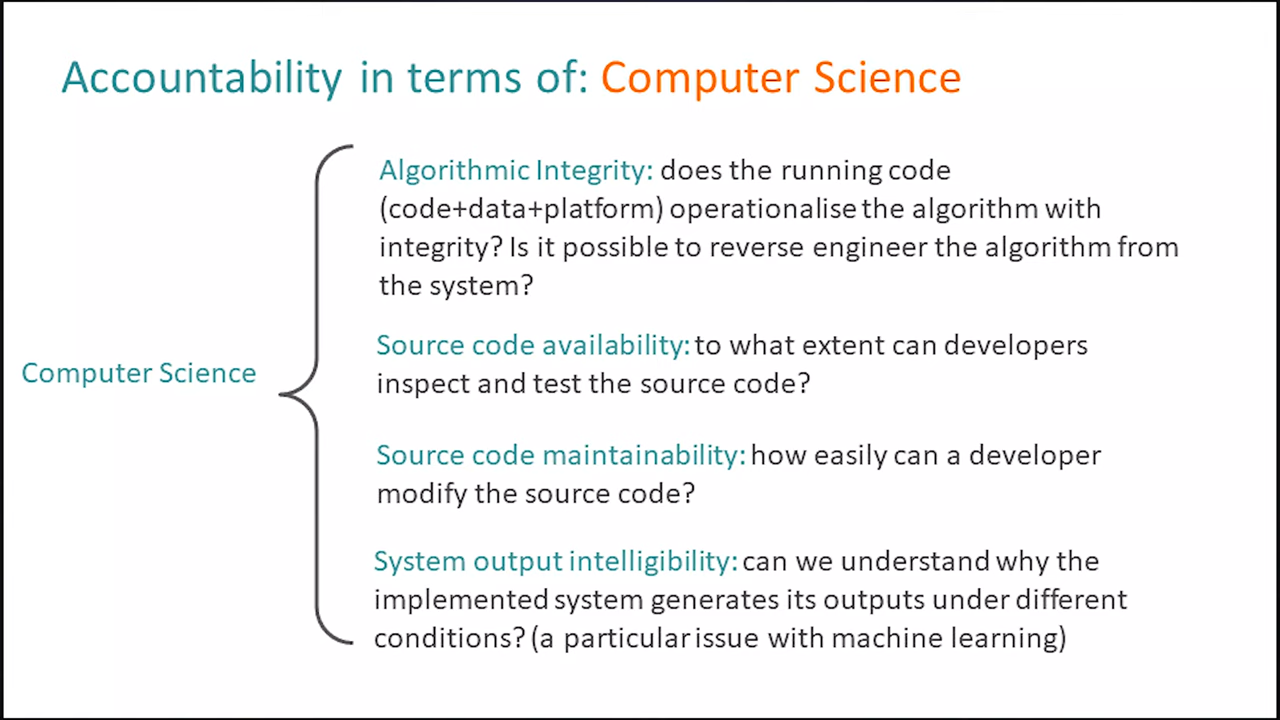 Accountability in terms of: Computer Science
Algorithmic Integrity: does the running code
(code+data+platform) operationalise the algorithm with
integrity? Is it possible to reverse engineer the algorithm from
the system?
Source code availability: to what extent can developers
inspect and test the source code?
Computer Science
Source code maintainability: how easily can a developer
modify the source code?
System output intelligibility: can we understand why the
implemented system generates its outputs under different
conditions? (a particular issue with machine learning)